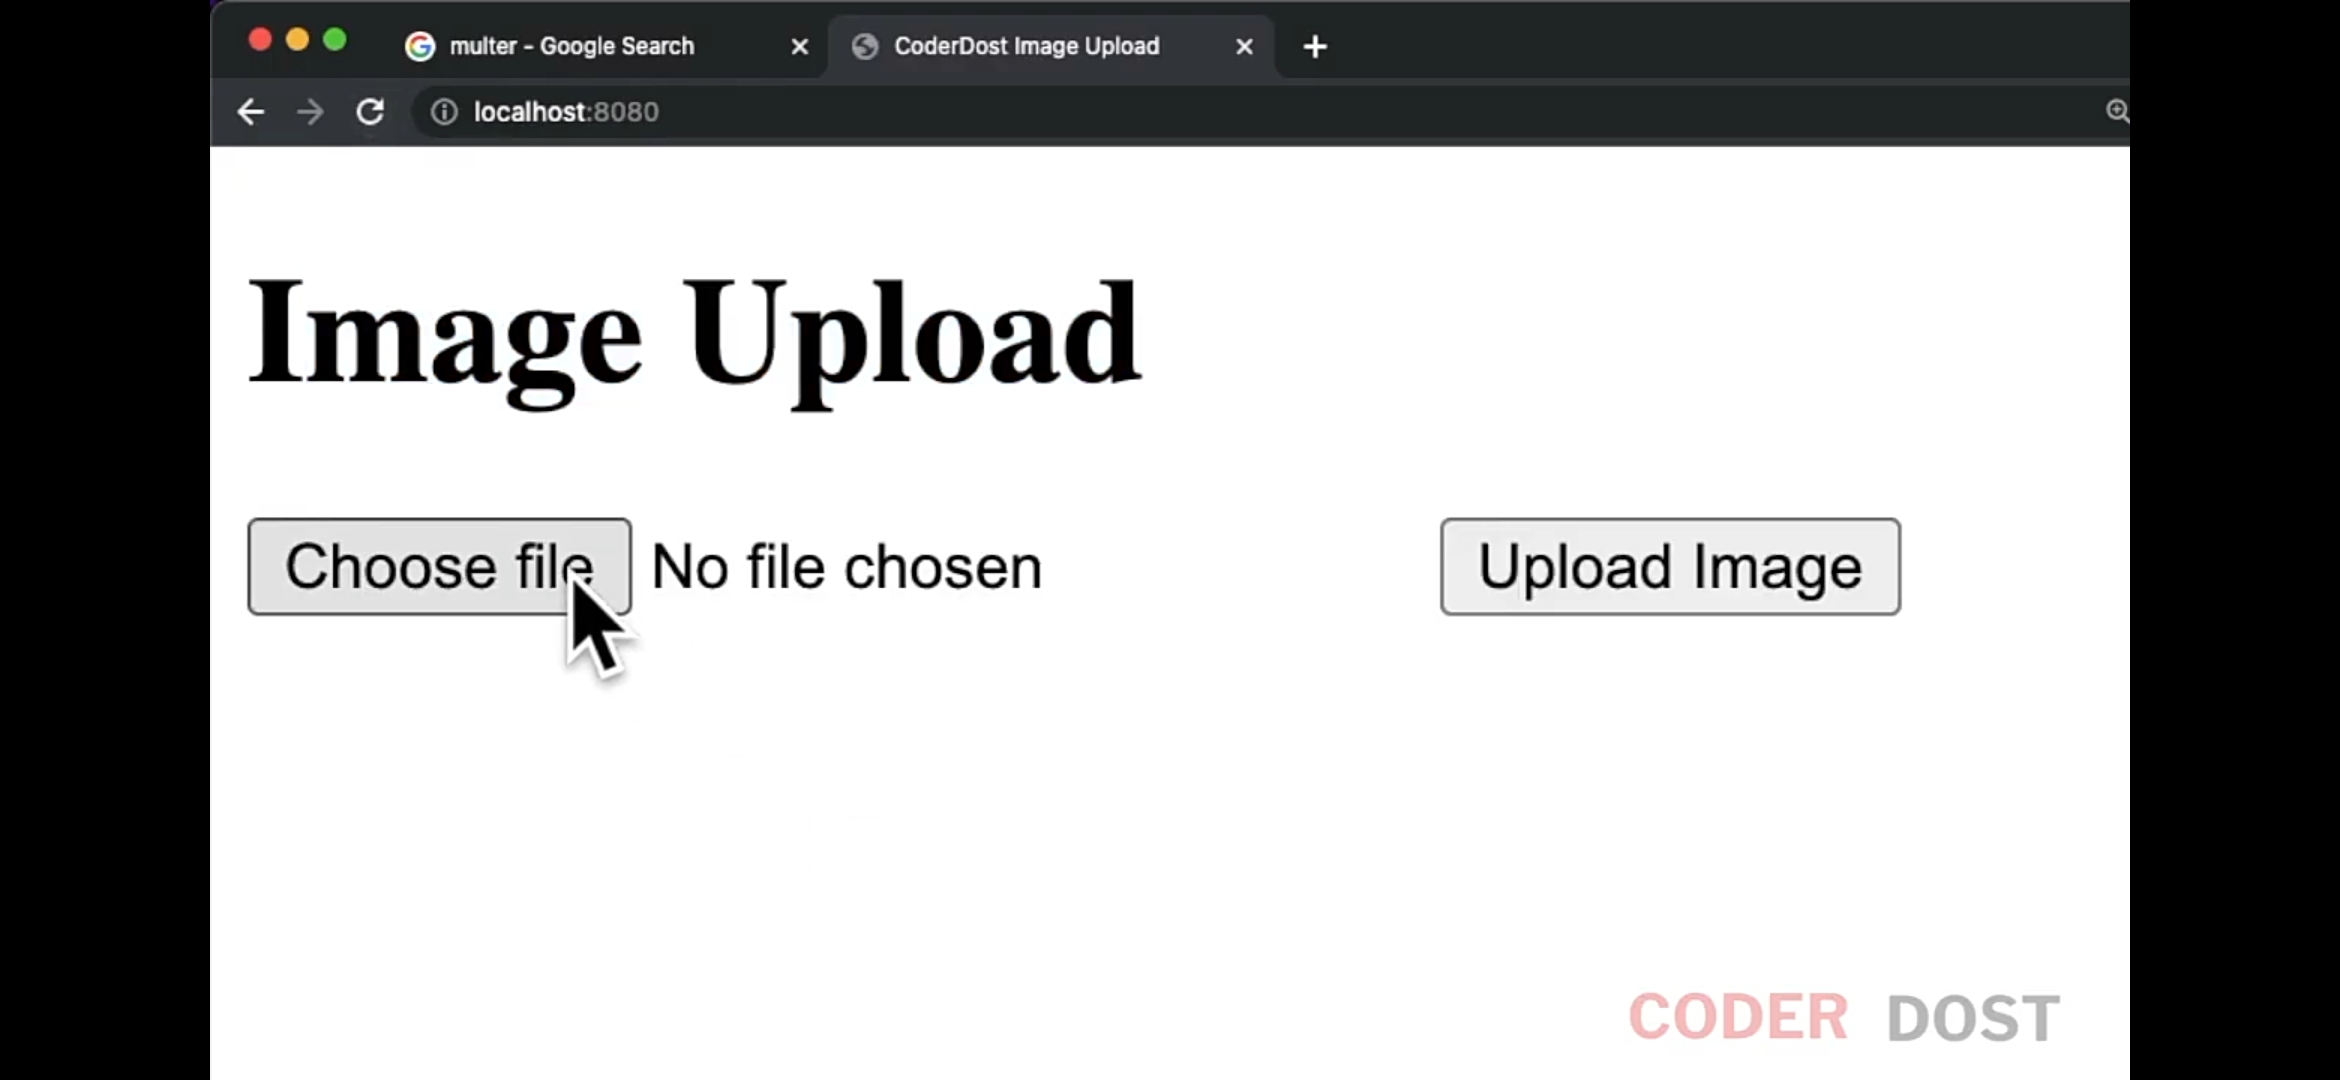 multer - Google Search
CoderDost Image Upload
localhost:8080
Image Upload
Choose file No file chosen
Upload Image
CODER DOST